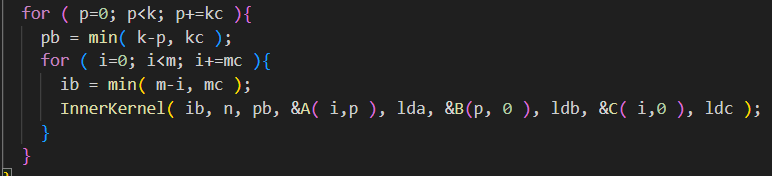 for ( p=0; p<k; p+=kc ){
pb = min( k-p, kc );
for ( i=0; i<m; i+=mc ){
ib = min( m-i, mc );
InnerKernel( ib, n, pb, &A( i,p ), lda, &B(p, 0 ), ldb, &C( i,0 ), ldc );
}
}
}